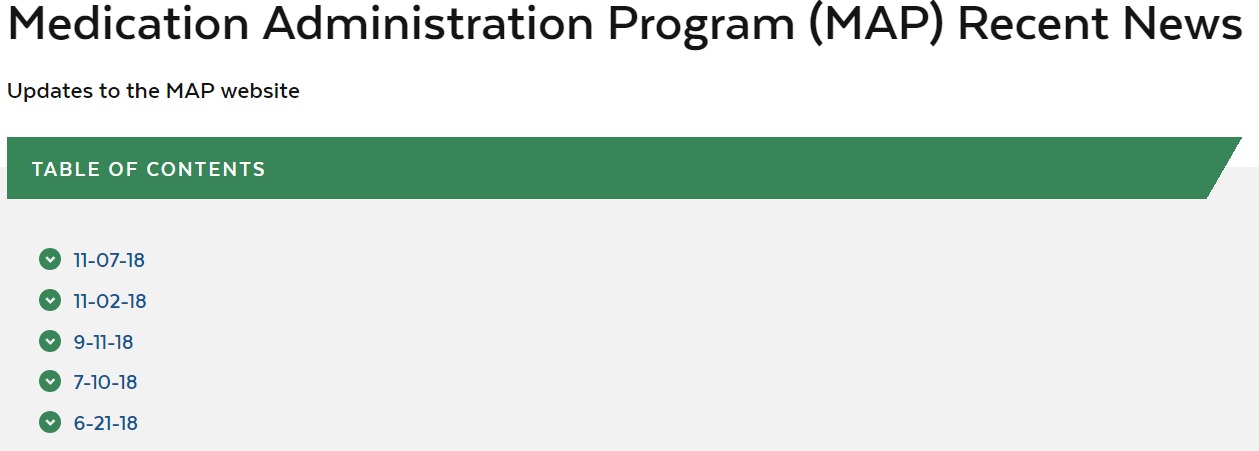 Medication Administration Program (MAP) Recent News
Updates to the MAP website
TABLE OF CONTENTS
11-07-18
11-02-18
9-11-18
7-10-18
6-21-18